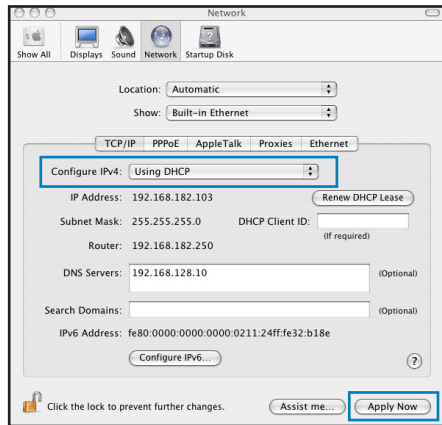 Network
Show All Displays Sound Network Startup Disk
Location: Automatic
Show: Built-in Ethernet
TCP/IP PPPoE AppleTalk Proxies Ethernet
Configure IPv4: Using DHCP
IP Address: 192.168.182.103 Renew DHCP Lease
Subnet Mask: 255.255.255.0 DHCP Client ID:
(If required)
Router: 192.168.182.250
DNS Servers: 192.168.128.10 (Optional)
Search Domains: (Optional)
IPv6 Address: fe80:0000:0000:0000:0211:24ff:fe32:b18e
Configure IPv6... ?
Click the lock to prevent further changes. Assist me... Apply Now